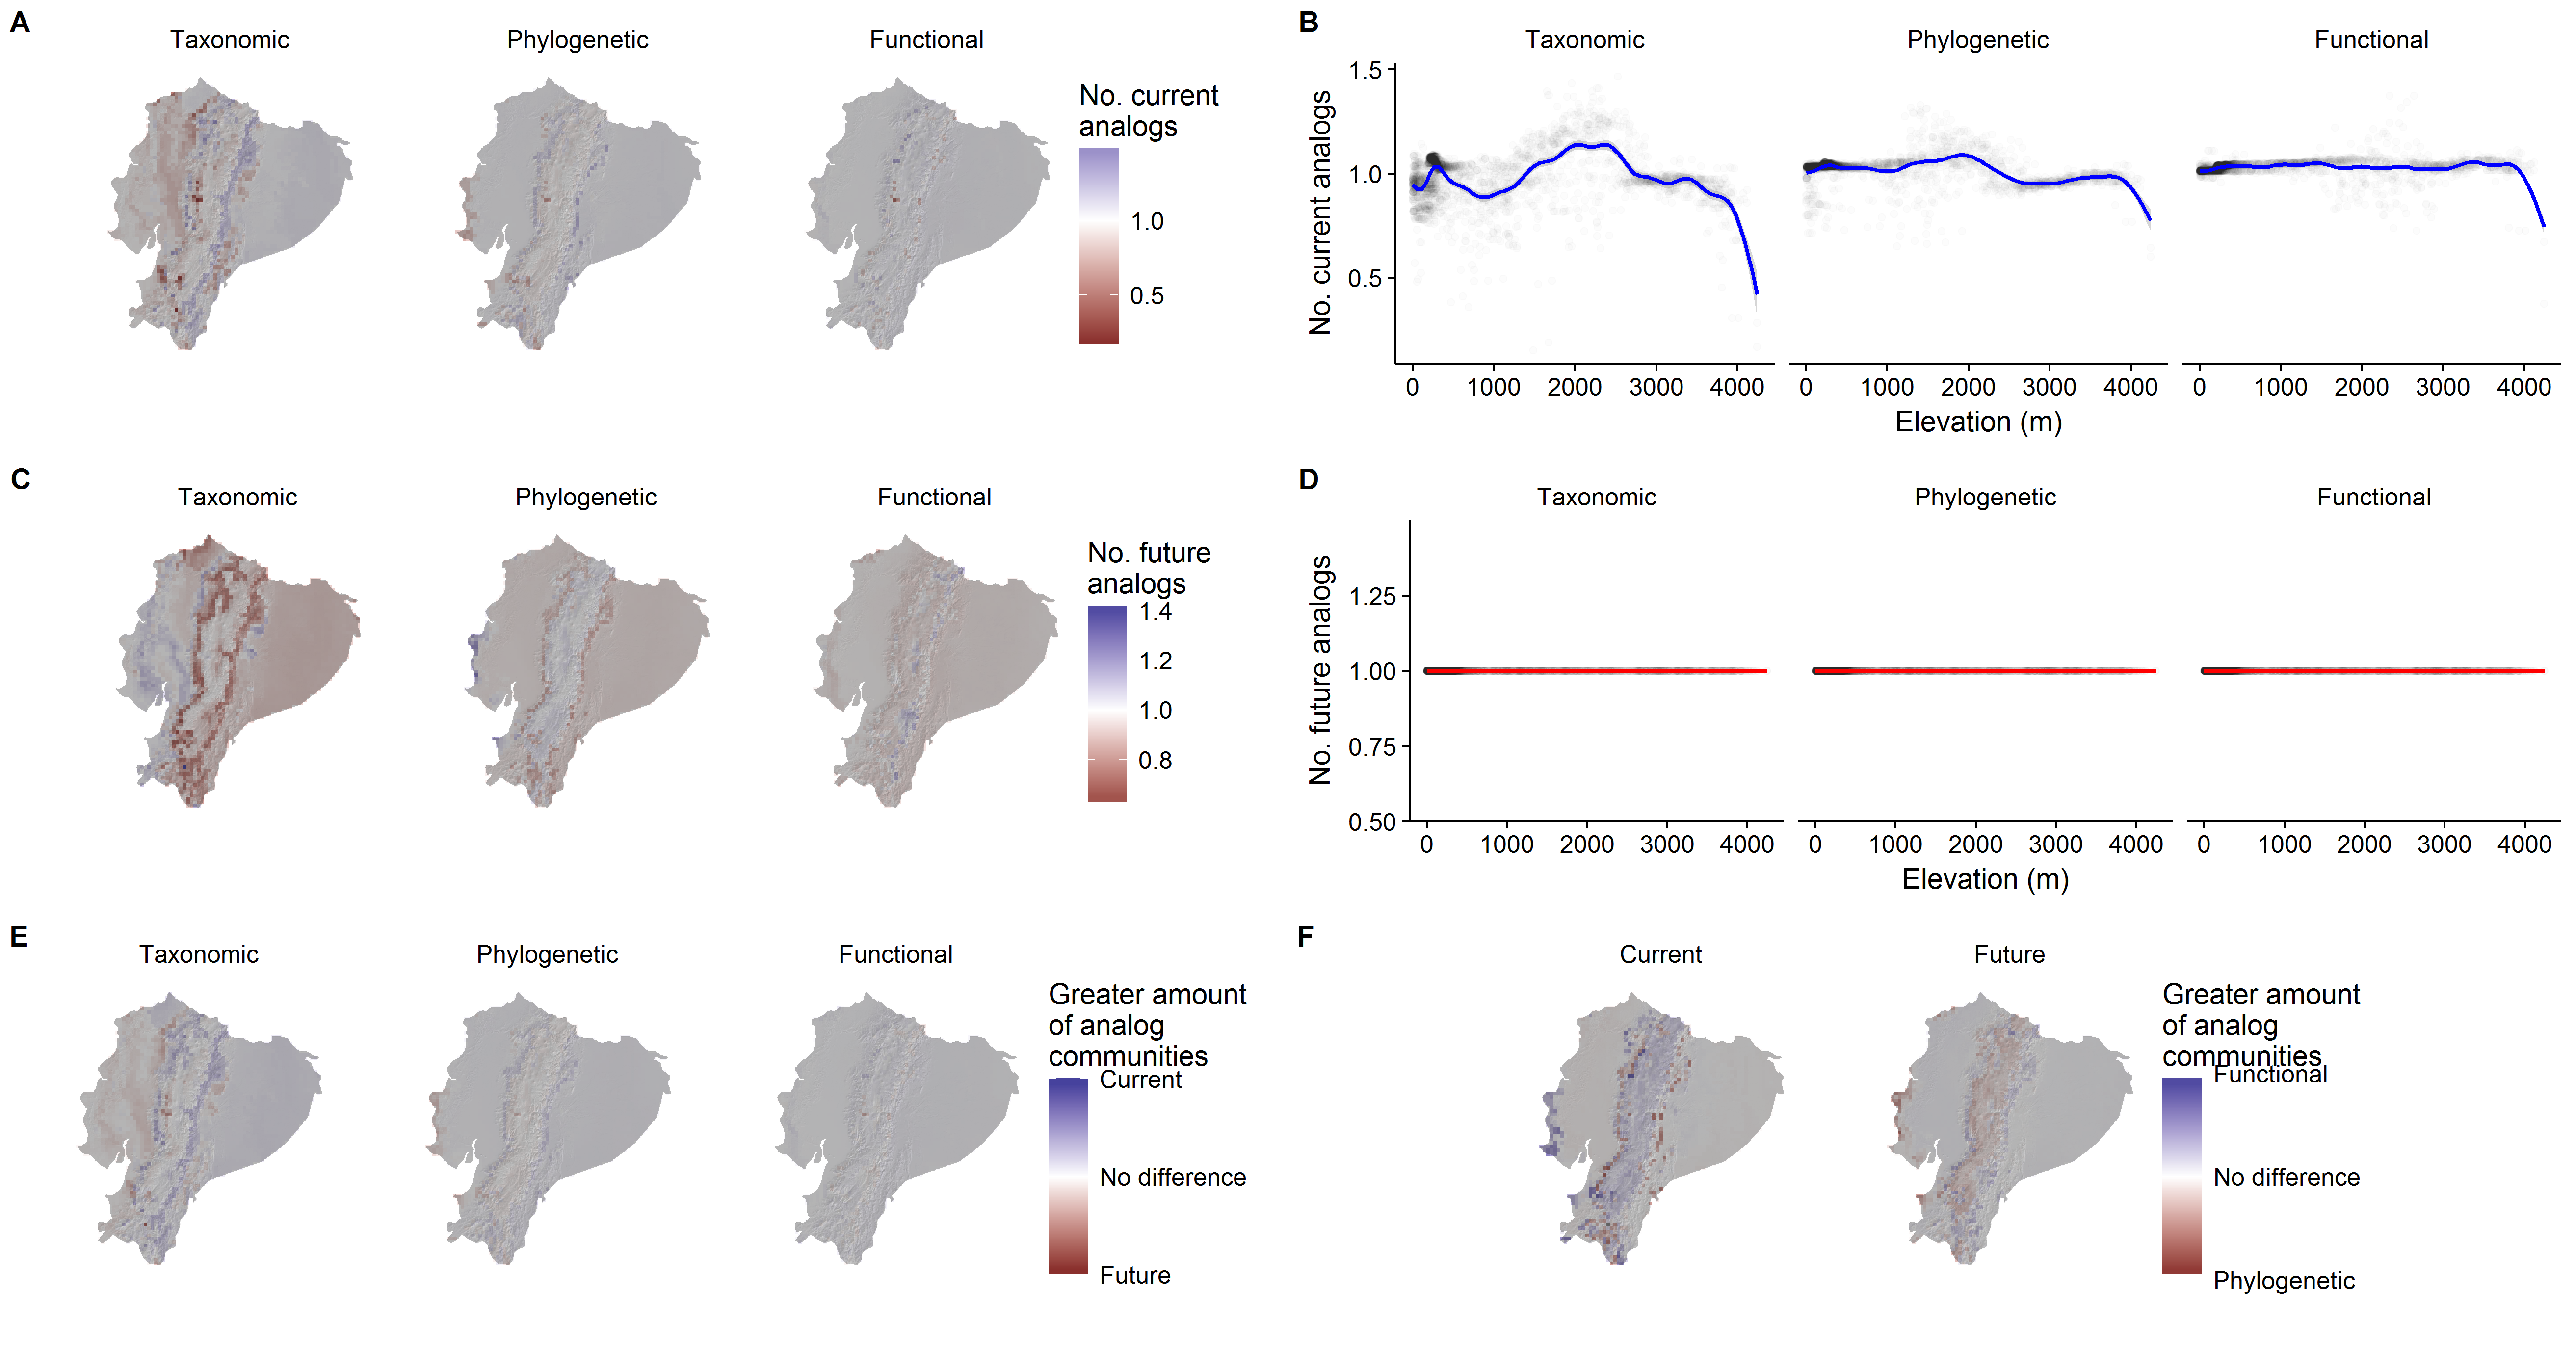 A
Taxonomic Phylogenetic Functional
No. current
analogs
1.0
0.5
B
Taxonomic Phylogenetic Functional
No. current analogs
1.5
1.0
0.5
0 1000 2000 3000 4000 0 1000 2000 3000 4000 0 1000 2000 3000 4000
Elevation (m)
C
Taxonomic Phylogenetic Functional
No. future
analogs
1.4
1.2
1.0
0.8
D
Taxonomic Phylogenetic Functional
No. future analogs
1.25
1.00
0.75
0.50
0 1000 2000 3000 4000 0 1000 2000 3000 4000 0 1000 2000 3000 4000
Elevation (m)
E
Taxonomic Phylogenetic Functional
Greater amount
of analog
communities
Current
No difference
Future
F
Current Future
Greater amount
of analog
communities
Functional
No difference
Phylogenetic